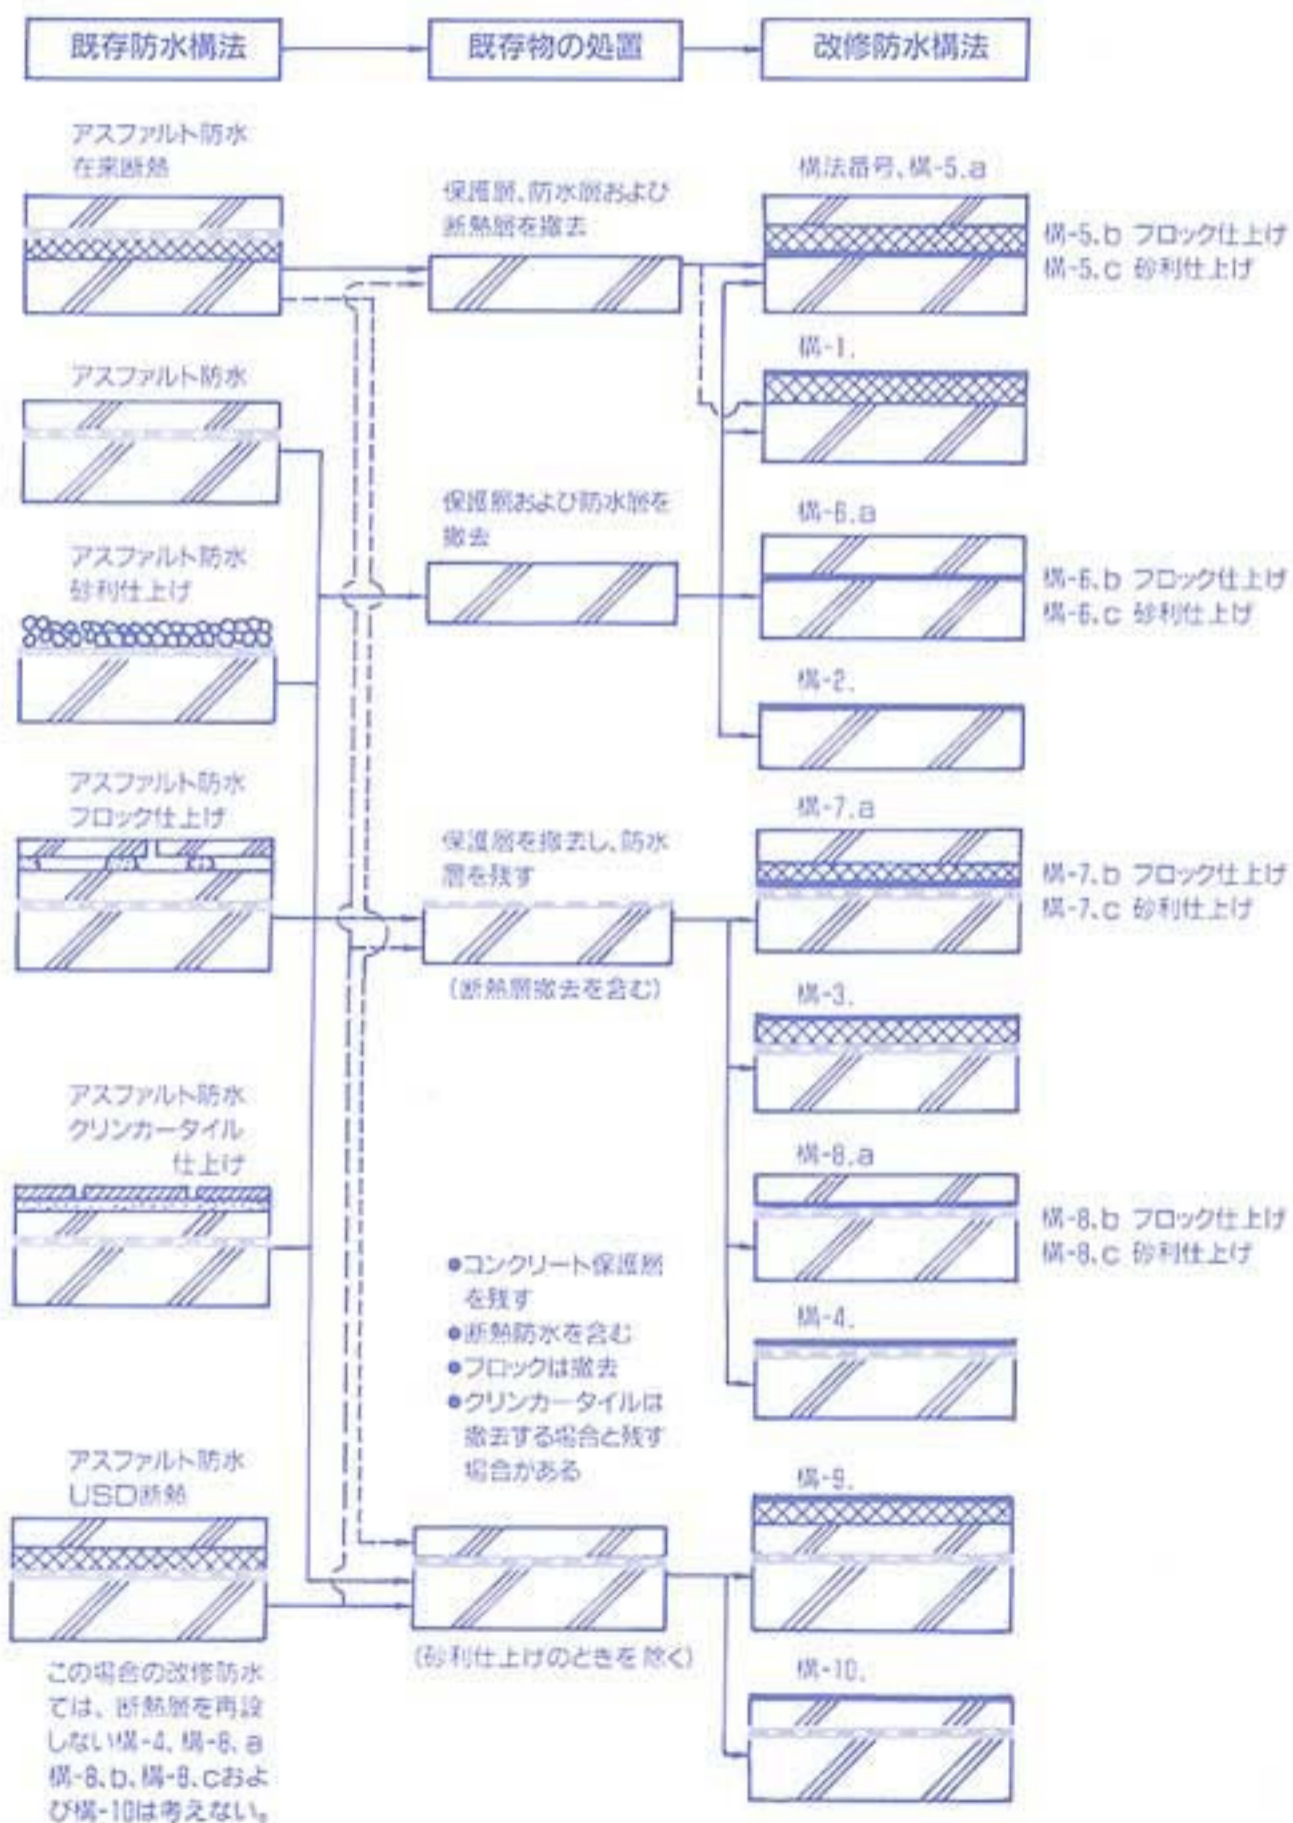 既存防水構法
既存物の処置
改修防水構法
アスファルト防水
在来断熱
保護層、防水層および
断熱層を撤去
構法番号、構-5.a
構-5.b ブロック仕上げ
構-5.c 砂利仕上げ
アスファルト防水
構-1.
アスファルト防水
砂利仕上げ
保護層および防水層を
撤去
構-6.a
構-6.b ブロック仕上げ
構-6.c 砂利仕上げ
構-2.
アスファルト防水
ブロック仕上げ
保護層を撤去し、防水
層を残す
(断熱層撤去を含む)
構-7.a
構-7.b ブロック仕上げ
構-7.c 砂利仕上げ
構-3.
アスファルト防水
クリンカータイル
仕上げ
構-8.a
構-8.b ブロック仕上げ
構-8.c 砂利仕上げ
構-4.
●コンクリート保護層
を残す
●断熱防水を含む
●ブロックは撤去
●クリンカータイルは
撤去する場合と残す
場合がある
アスファルト防水
USD断熱
(砂利仕上げのときを除く)
構-9.
構-10.
この場合の改修防水
では、断熱層を再設
しない構-4、構-8、a
構-8、b、構-8、cおよ
び構-10は考えない。